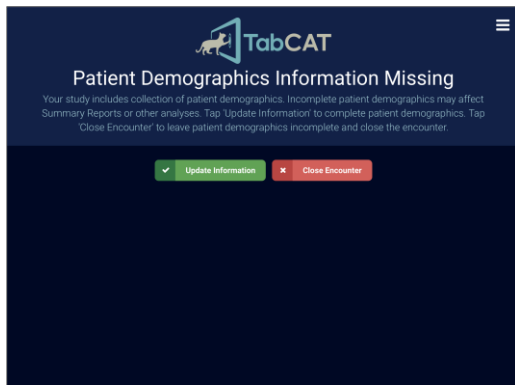 TabCAT
Patient Demographics Information Missing
Your study includes collection of patient demographics. Incomplete patient demographics may affect
Summary Reports or other analyses. Tap 'Update Information' to complete patient demographics. Tap
'Close Encounter' to leave patient demographics incomplete and close the encounter.
Update Information
Close Encounter